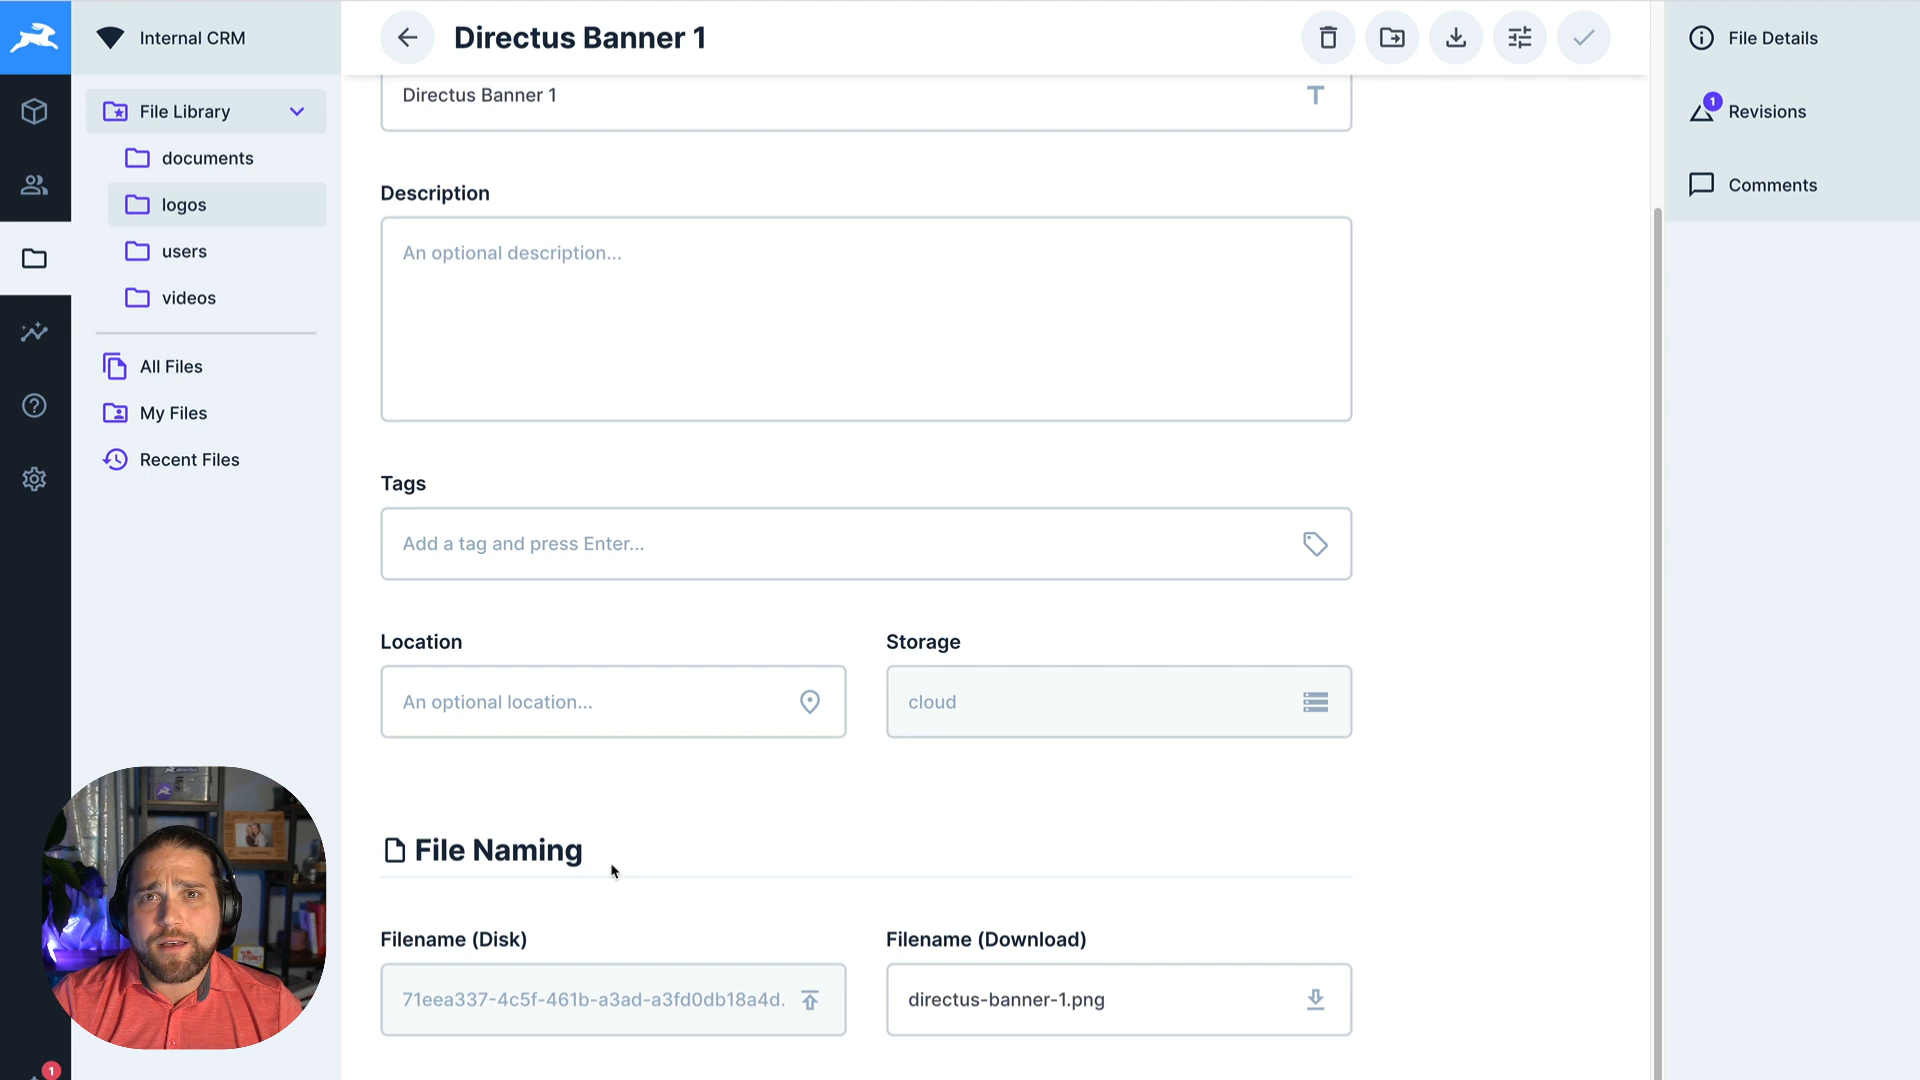 Internal CRM
File Library
documents
logos
users
videos
All Files
My Files
Recent Files
1
Directus Banner 1
Directus Banner 1
Description
An optional description...
Tags
Add a tag and press Enter...
Location
An optional location...
Storage
cloud
File Naming
Filename (Disk)
71eea337-4c5f-461b-a3ad-a3fd0db18a4d.
Filename (Download)
directus-banner-1.png
File Details
1
Revisions
Comments